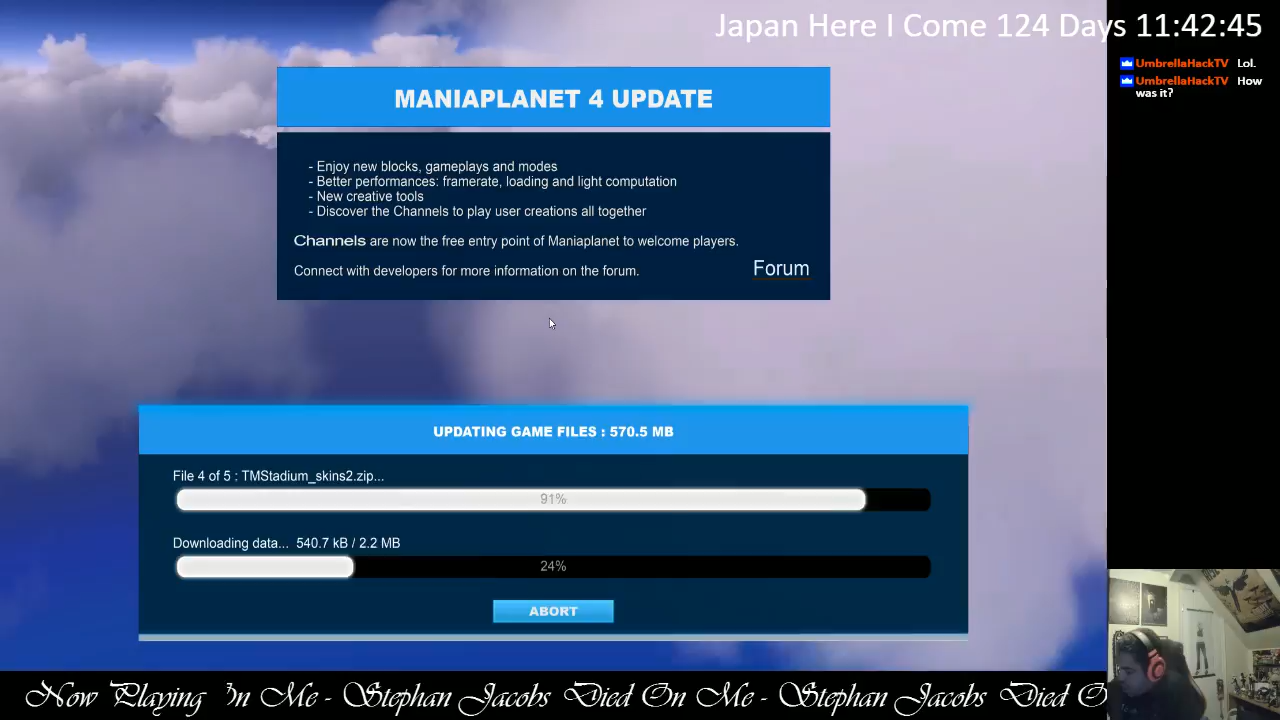 Japan Here I Come 124 Days 11:42:45
UmbrellaHackTV Lol.
UmbrellaHackTV How
was it?
MANIAPLANET 4 UPDATE
- Enjoy new blocks, gameplays and modes
- Better performances: framerate, loading and light computation
- New creative tools
- Discover the Channels to play user creations all together
Channels are now the free entry point of Maniaplanet to welcome players.
Connect with developers for more information on the forum.
Forum
UPDATING GAME FILES : 570.5 MB
File 4 of 5 : TMStadium_skins2.zip...
91%
Downloading data... 540.7 kB / 2.2 MB
24%
ABORT
Now Playing On Me - Stephan Jacobs Died On Me - Stephan Jacobs Died O